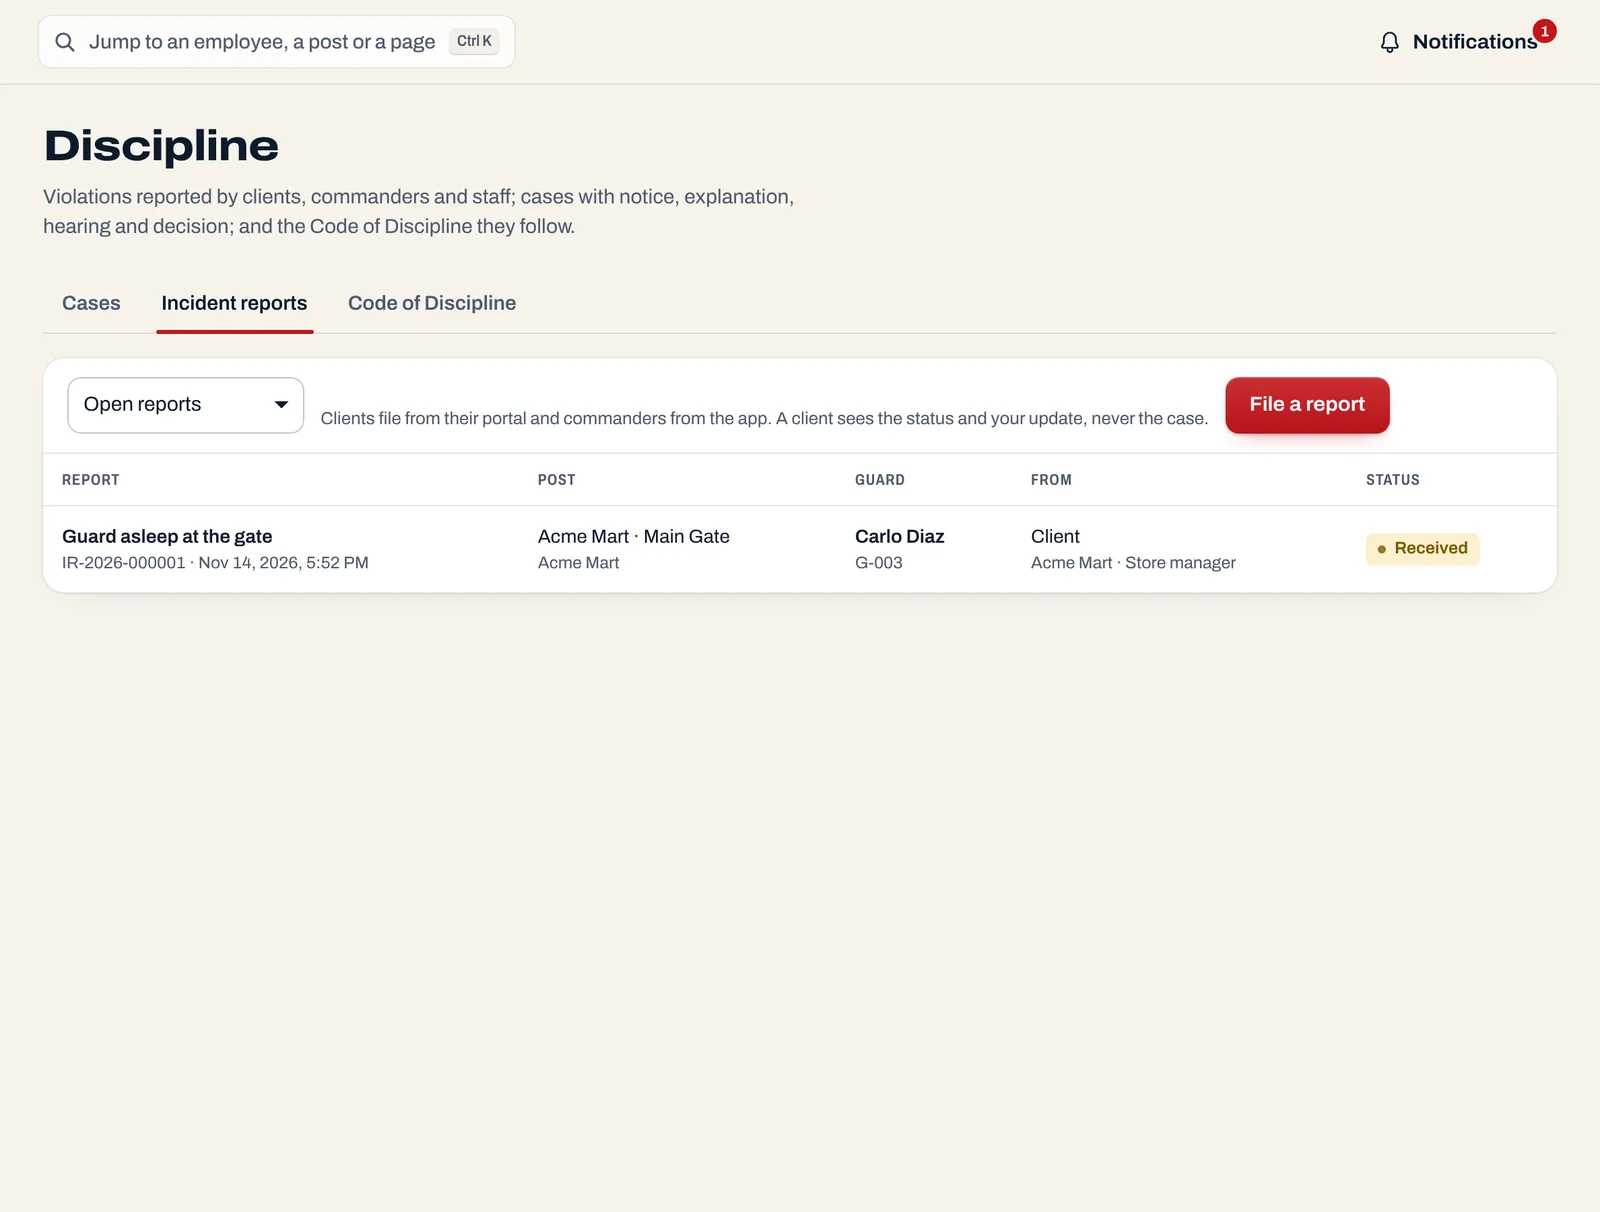 Jump to an employee, a post or a page Ctrl K
Notifications 1
Discipline
Violations reported by clients, commanders and staff; cases with notice, explanation,
hearing and decision; and the Code of Discipline they follow.
Cases Incident reports Code of Discipline
Open reports
Clients file from their portal and commanders from the app. A client sees the status and your update, never the case.
File a report
REPORT POST GUARD FROM STATUS
Guard asleep at the gate Acme Mart · Main Gate Carlo Diaz Client Received
IR-2026-000001 · Nov 14, 2026, 5:52 PM Acme Mart G-003 Acme Mart · Store manager